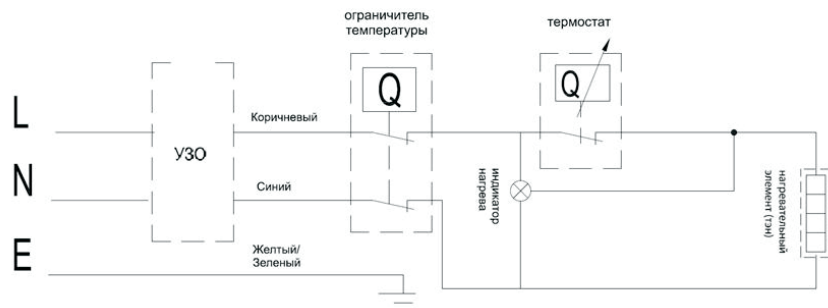 ограничитель
температуры
термостат
Q
Q
L
Коричневый
УЗО
N
Синий
индикатор
нагрева
нагревательный
элемент (тэн)
E
Желтый/
Зеленый